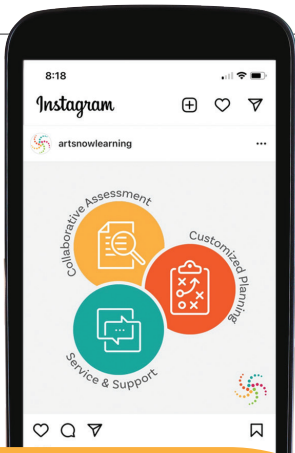 8:18
Instagram
artsnowlearning
Collaborative Assessment
Customized Planning
Service & Support